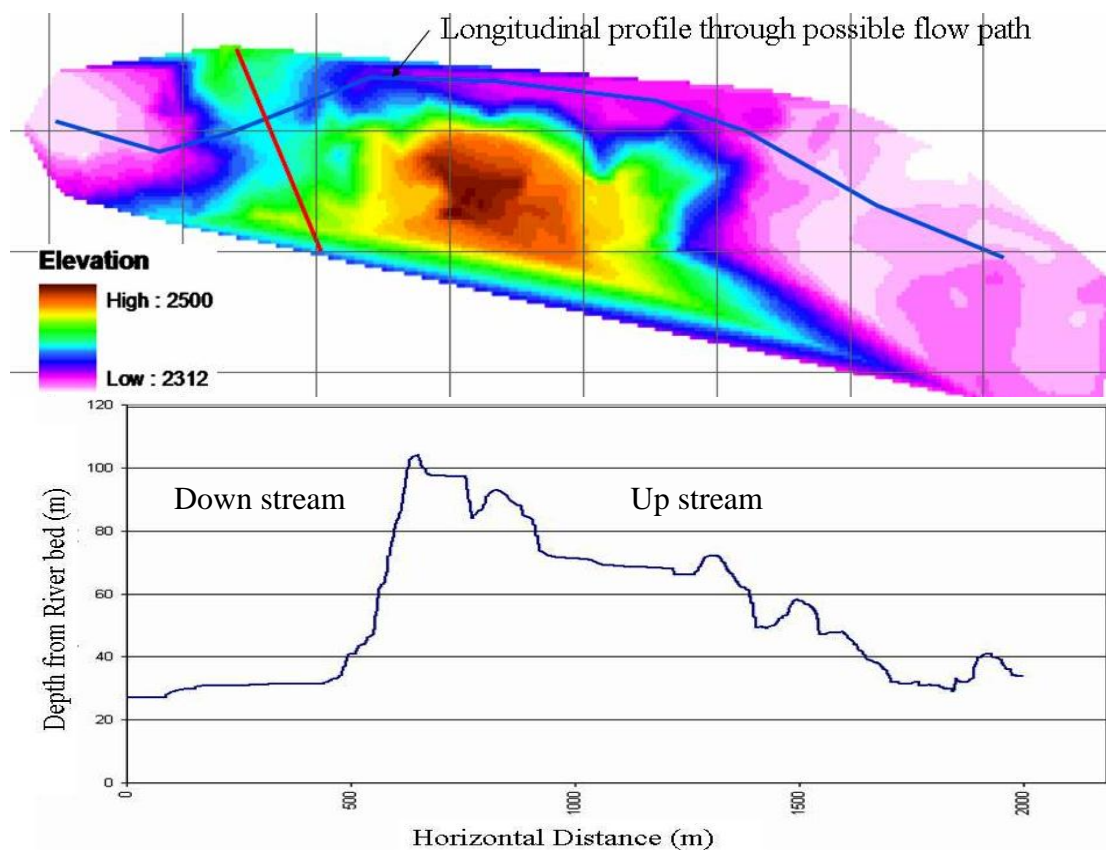 Longitudinal profile through possible flow path
Elevation
High : 2500
Low : 2312
120
100
80
60
40
20
0
Depth from River bed (m)
Down stream
Up stream
0
500
1000
1500
2000
Horizontal Distance (m)